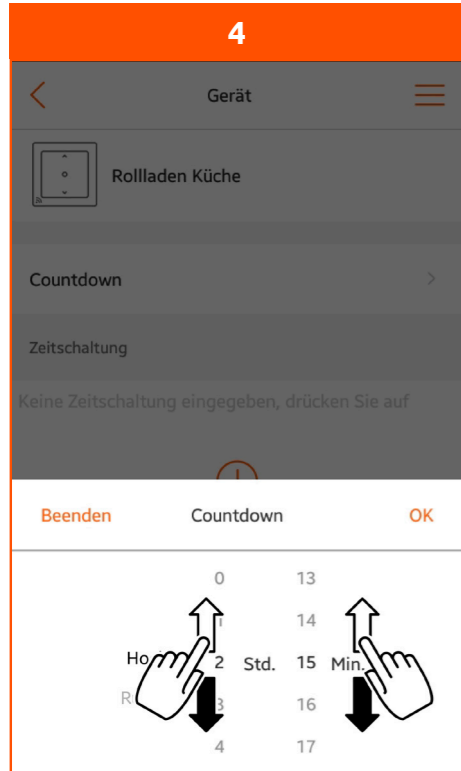 4
Gerät
Rollladen Küche
Countdown
Zeitschaltung
Keine Zeitschaltung eingegeben, drücken Sie auf
Beenden Countdown OK
0 13
14
2 Std. 15 Min.
3 16
4 17